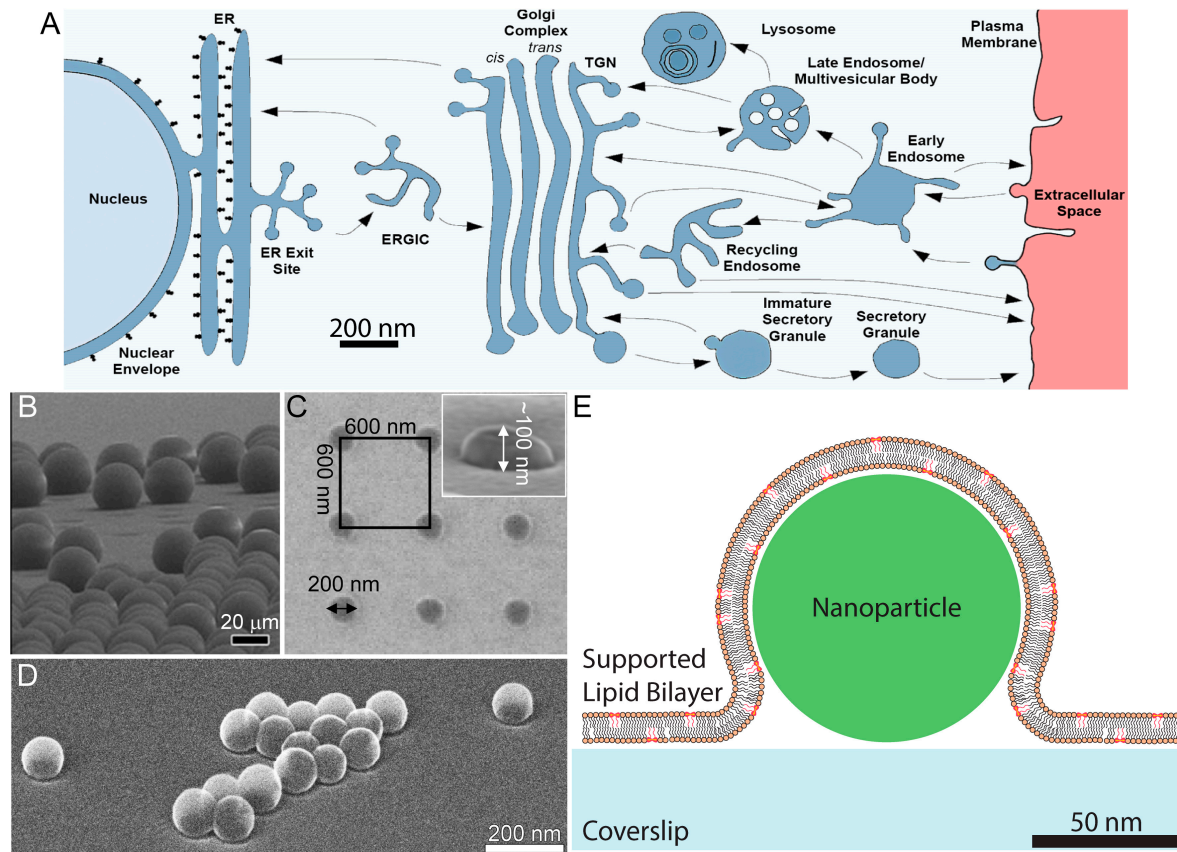 A
ER
Golgi
Complex
cis
trans
TGN
Lysosome
Late Endosome/
Multivesicular Body
Plasma
Membrane
Early
Endosome
Nucleus
Extracellular
Space
ER Exit
Site
ERGIC
Recycling
Endosome
200 nm
Immature
Secretory
Granule
Secretory
Granule
Nuclear
Envelope
B
20 μm
C
600 nm
600 nm
~100 nm
200 nm
D
200 nm
E
Nanoparticle
Supported
Lipid Bilayer
Coverslip
50 nm